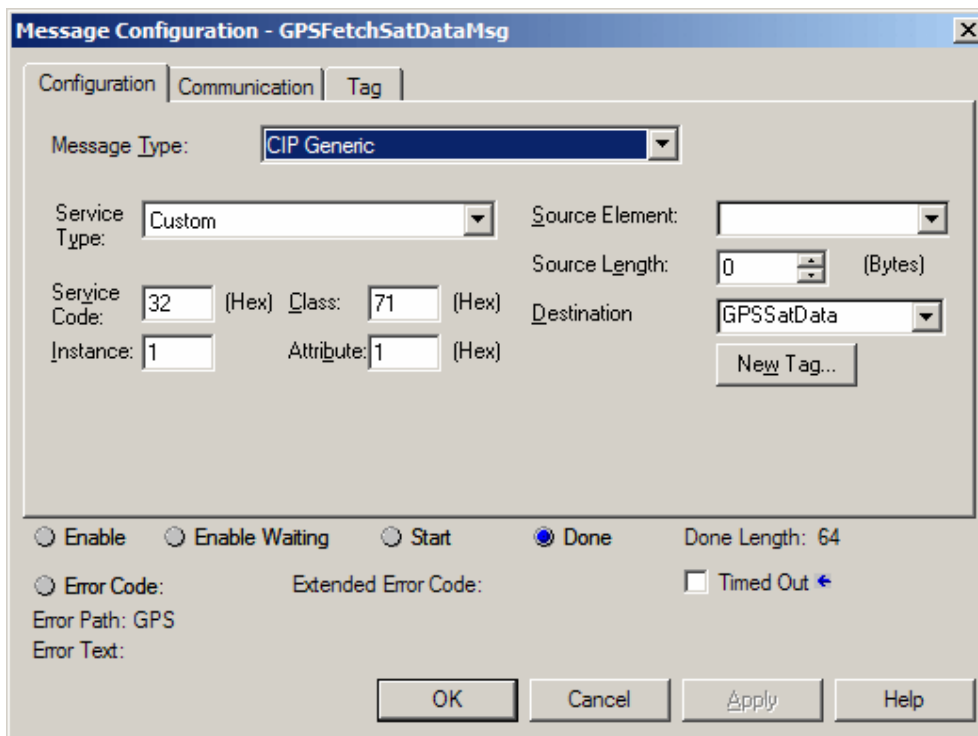 Message Configuration - GPSFetchSatDataMsg
Configuration Communication Tag
Message Type: CIP Generic
Service Type: Custom
Source Element:
Source Length: 0 (Bytes)
Service Code: 32 (Hex) Class: 71 (Hex)
Destination GPSSatData
Instance: 1 Attribute: 1 (Hex)
New Tag...
Enable Enable Waiting Start Done Done Length: 64
Error Code: Extended Error Code: Timed Out
Error Path: GPS
Error Text:
OK Cancel Apply Help